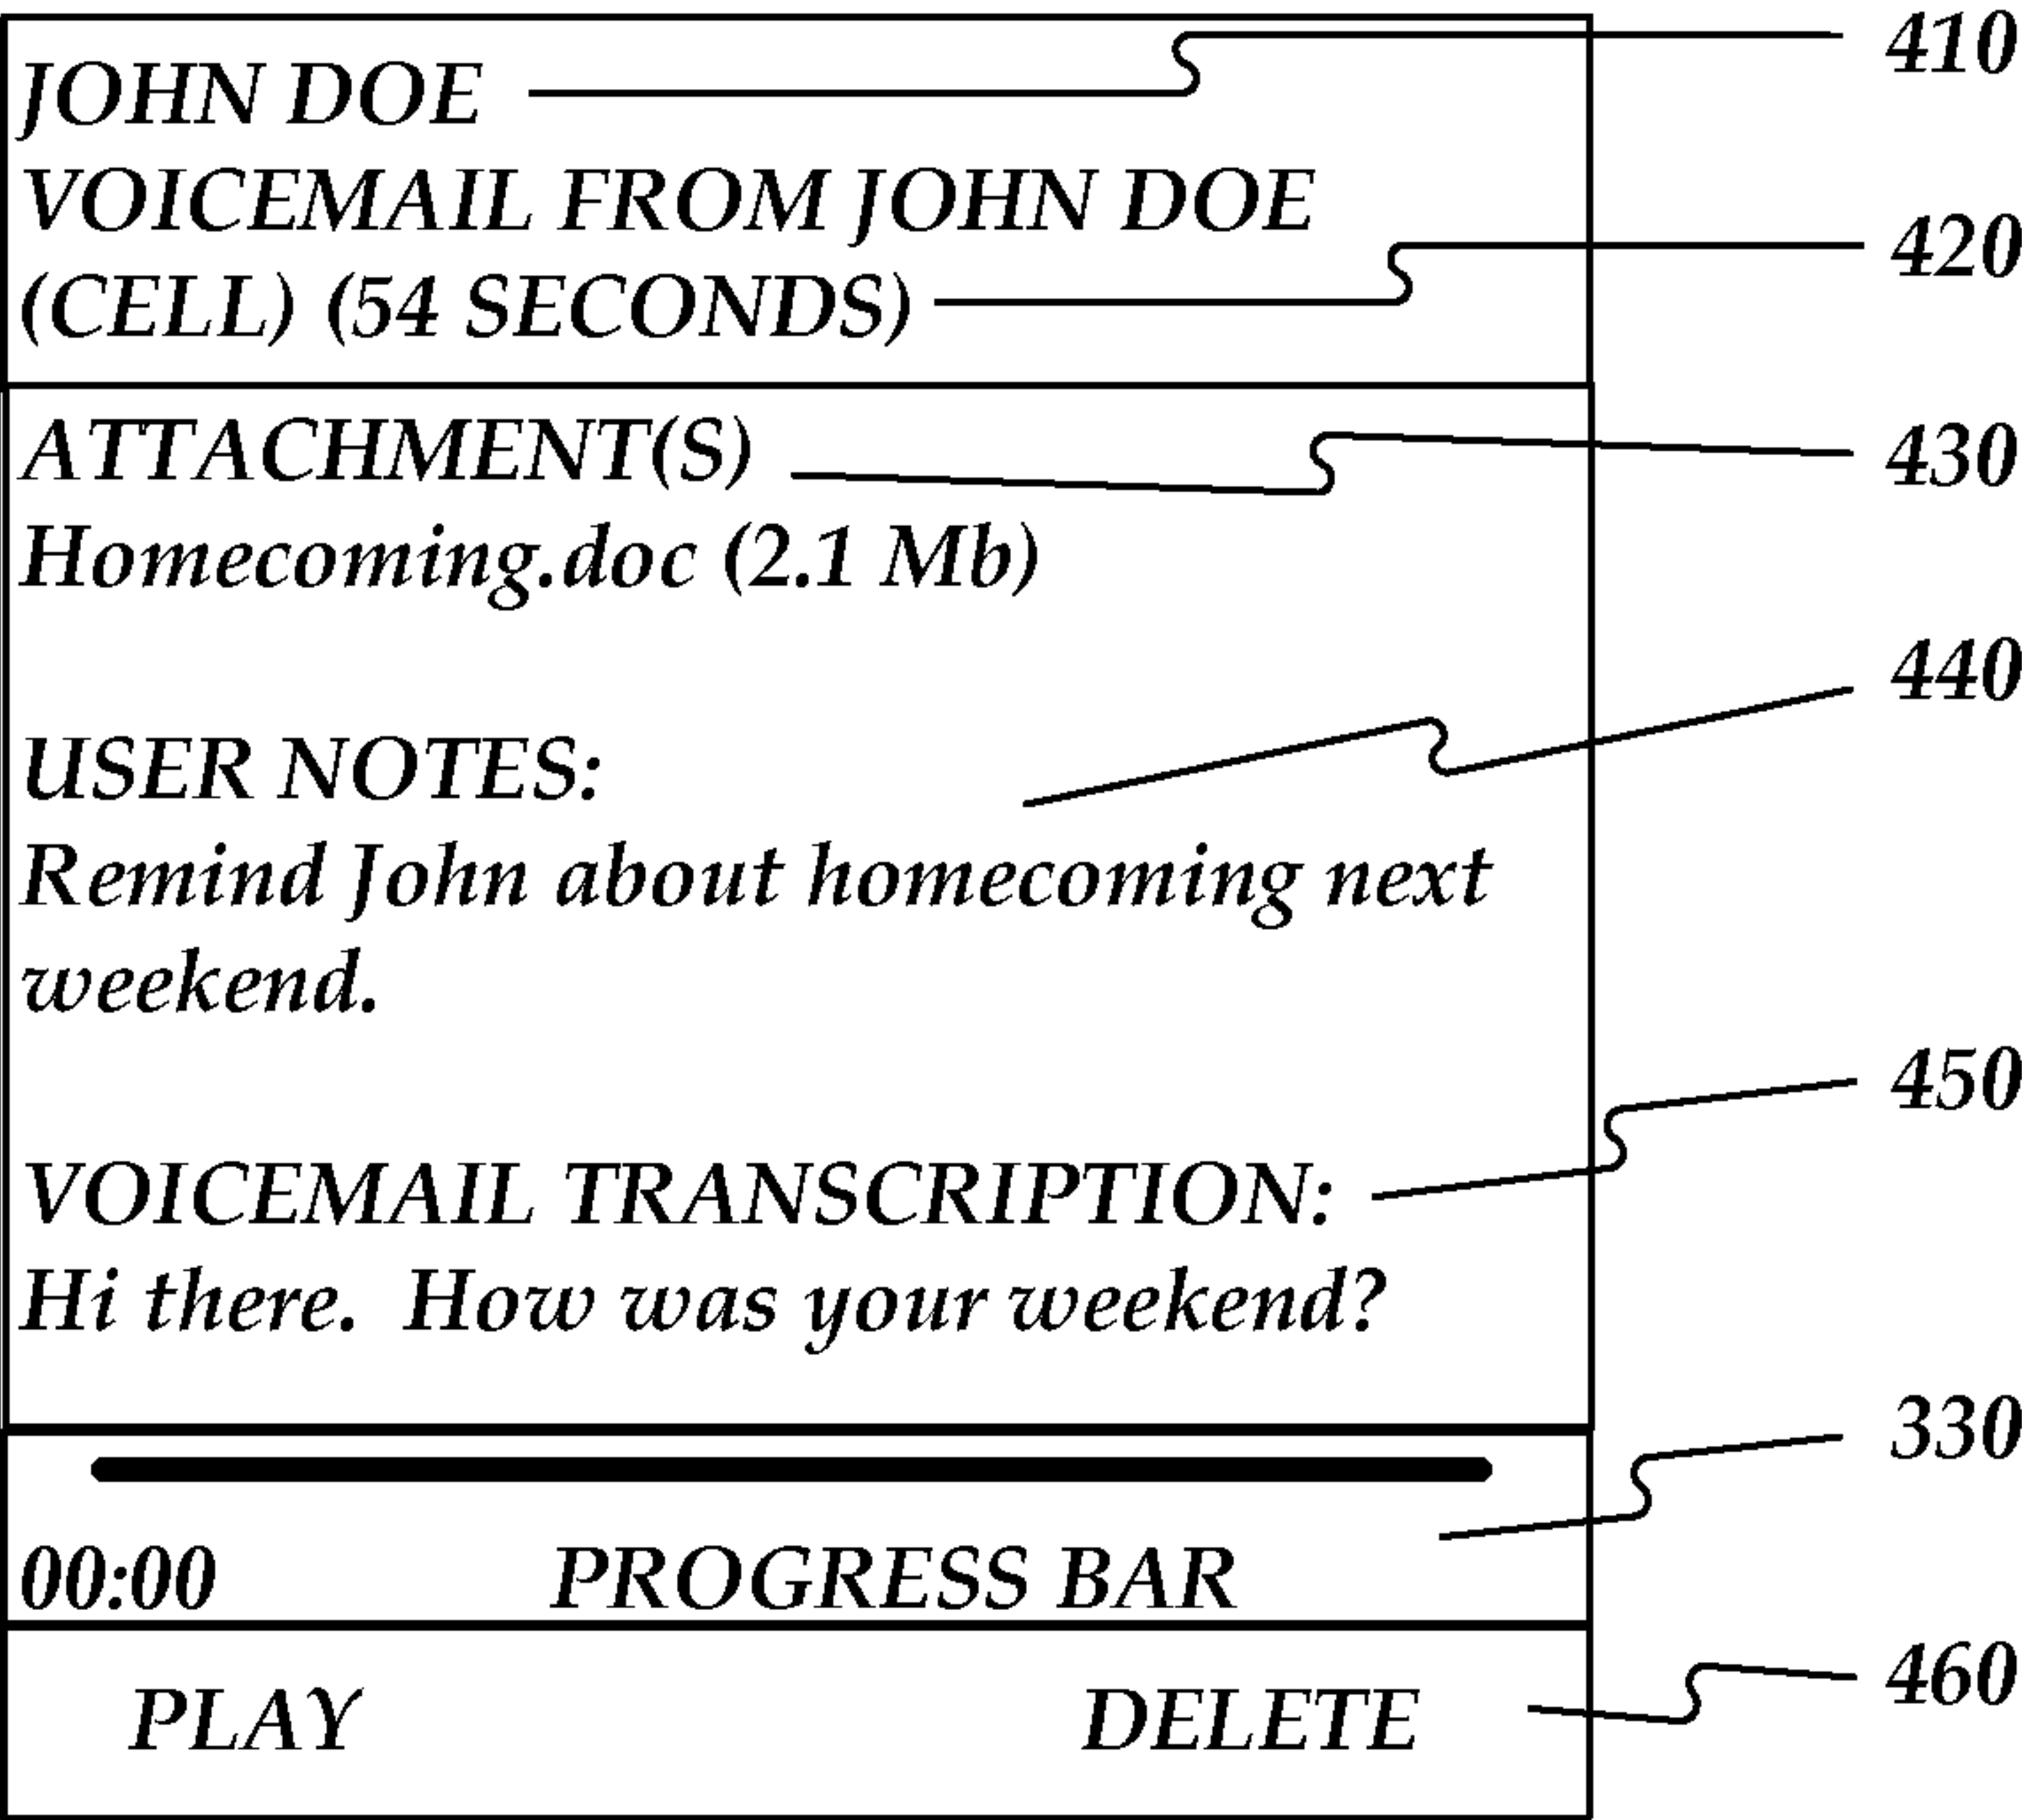 JOHN DOE
410
VOICEMAIL FROM JOHN DOE
420
(CELL) (54 SECONDS)
ATTACHMENT(S)
430
Homecoming.doc (2.1 Mb)
440
USER NOTES:
Remind John about homecoming next
weekend.
450
VOICEMAIL TRANSCRIPTION:
Hi there.  How was your weekend?
330
00:00 PROGRESS BAR
460
PLAY DELETE